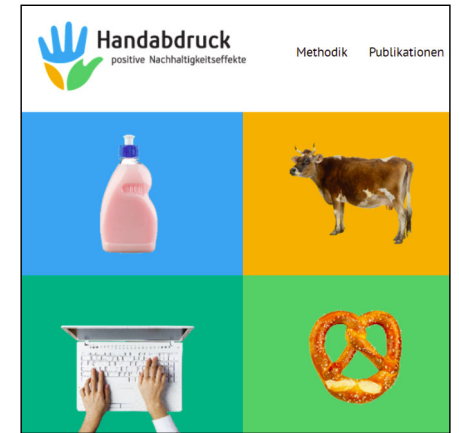 Handabdruck
positive Nachhaltigkeitseffekte
Methodik Publikationen